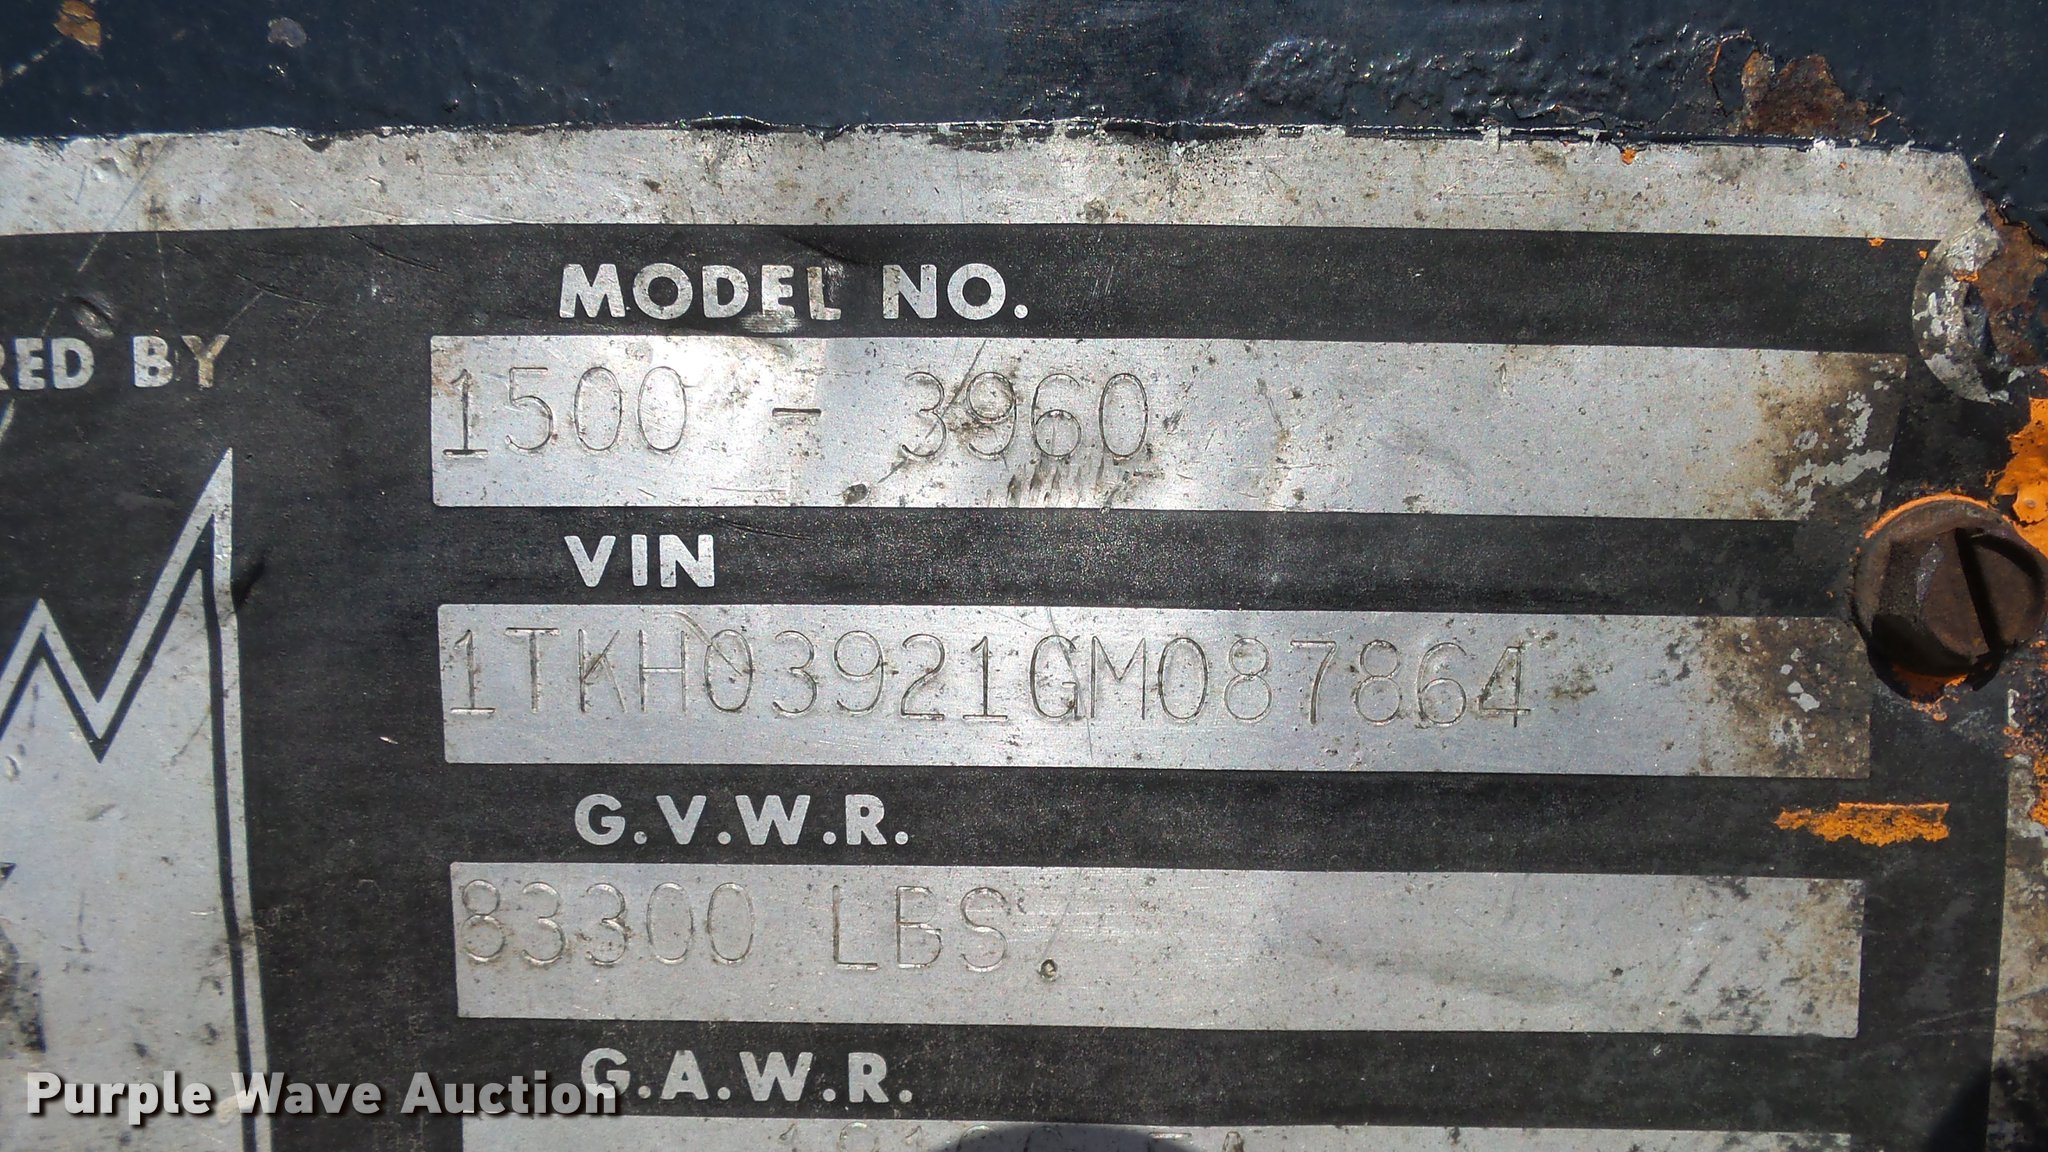 MODEL NO.
RED BY
1500 - 3960
VIN
1TKH03921GM087864
G.V.W.R.
83300 LBS.
G.A.W.R.
Purple Wave Auction